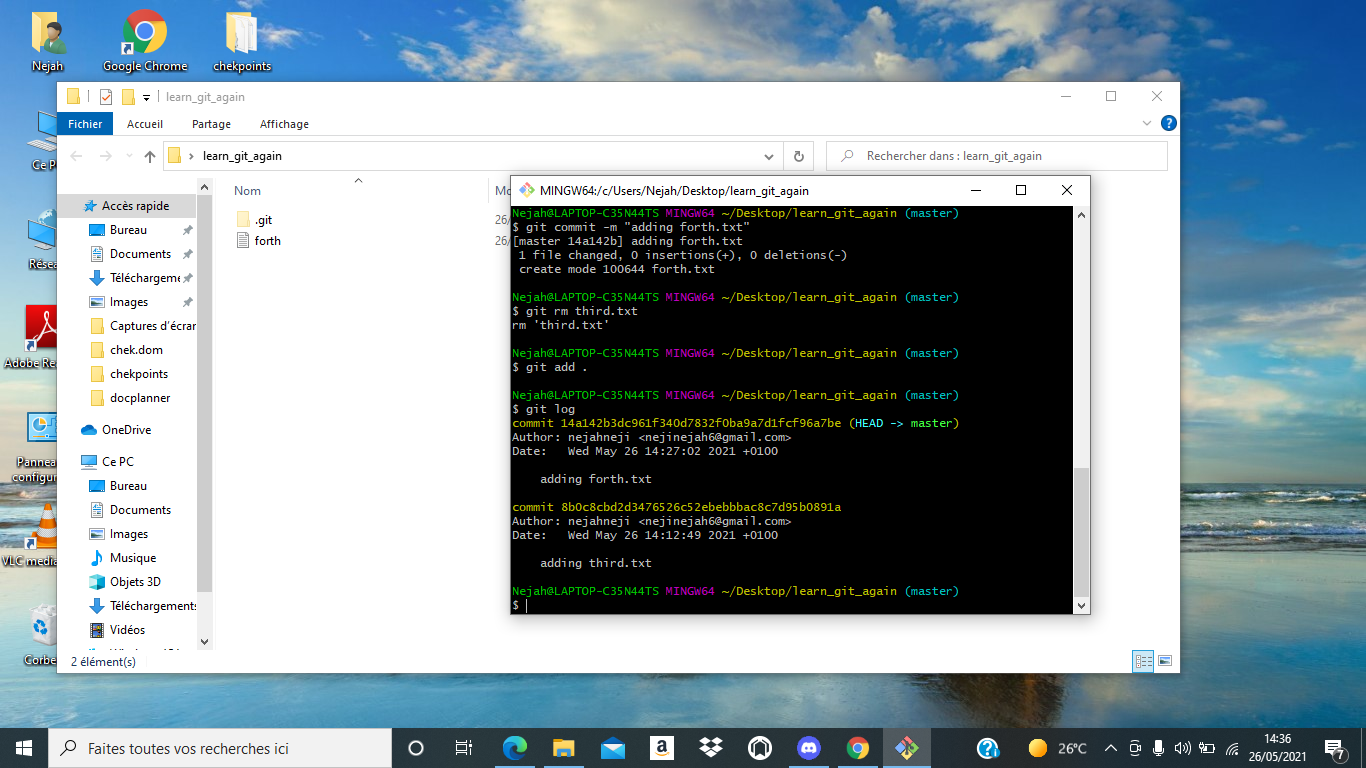 Nejah
Google Chrome
chekpoints
learn_git_again
Fichier
Accueil
Partage
Affichage
learn_git_again
Rechercher dans : learn_git_again
Nom
.git
forth
26/
26/
Accès rapide
Bureau
Documents
Téléchargeme
Images
Captures d'écrar
chek.dom
chekpoints
docplanner
OneDrive
Ce PC
Bureau
Documents
Images
Musique
Objets 3D
Téléchargements
Vidéos
2 élément(s)
Ce P
Résea
Adobe Re
Pannea
configur
VLC media
Corbe
MINGW64:/c/Users/Nejah/Desktop/learn_git_again
Nejah@LAPTOP-C35N44TS MINGW64 ~/Desktop/learn_git_again (master)
$ git commit -m "adding forth.txt"
[master 14a142b] adding forth.txt
1 file changed, 0 insertions(+), 0 deletions(-)
create mode 100644 forth.txt
Nejah@LAPTOP-C35N44TS MINGW64 ~/Desktop/learn_git_again (master)
$ git rm third.txt
rm 'third.txt'
Nejah@LAPTOP-C35N44TS MINGW64 ~/Desktop/learn_git_again (master)
$ git add .
Nejah@LAPTOP-C35N44TS MINGW64 ~/Desktop/learn_git_again (master)
$ git log
commit 14a142b3dc961f340d7832f0ba9a7d1fcf96a7be (HEAD -> master)
Author: nejahneji <nejinejah6@gmail.com>
Date:   Wed May 26 14:27:02 2021 +0100
adding forth.txt
commit 8b0c8cbd2d3476526c52ebebbbac8c7d95b0891a
Author: nejahneji <nejinejah6@gmail.com>
Date:   Wed May 26 14:12:49 2021 +0100
adding third.txt
Nejah@LAPTOP-C35N44TS MINGW64 ~/Desktop/learn_git_again (master)
$
Faites toutes vos recherches ici
26°C
14:36
26/05/2021
7